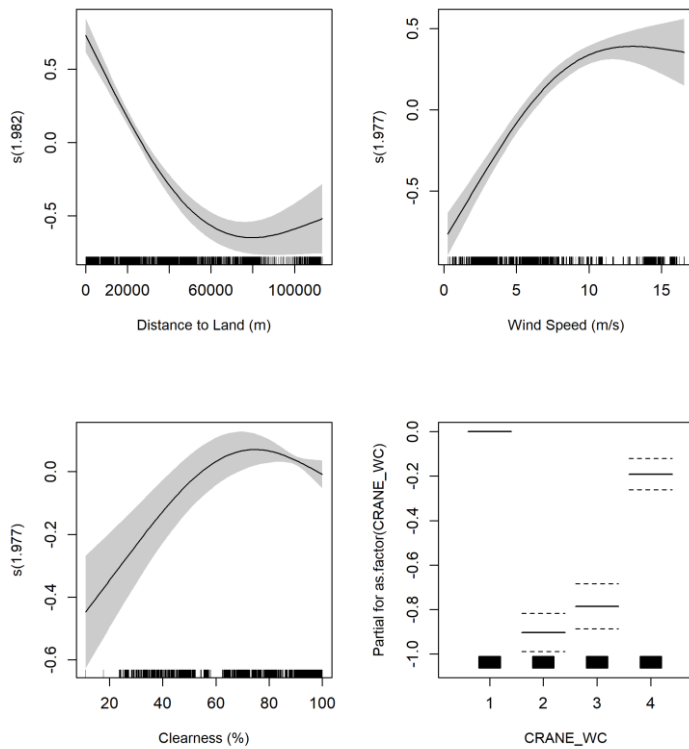 0.5
0.0
-0.5
s(1.982)
0 20000 60000 100000
Distance to Land (m)
0.5
0.0
-0.5
s(1.977)
0 5 10 15
Wind Speed (m/s)
0.0
-0.2
-0.4
-0.6
s(1.977)
20 40 60 80 100
Clearness (%)
0.0
-0.2
-0.4
-0.6
-0.8
-1.0
Partial for as.factor(CRANE_WC)
1 2 3 4
CRANE_WC